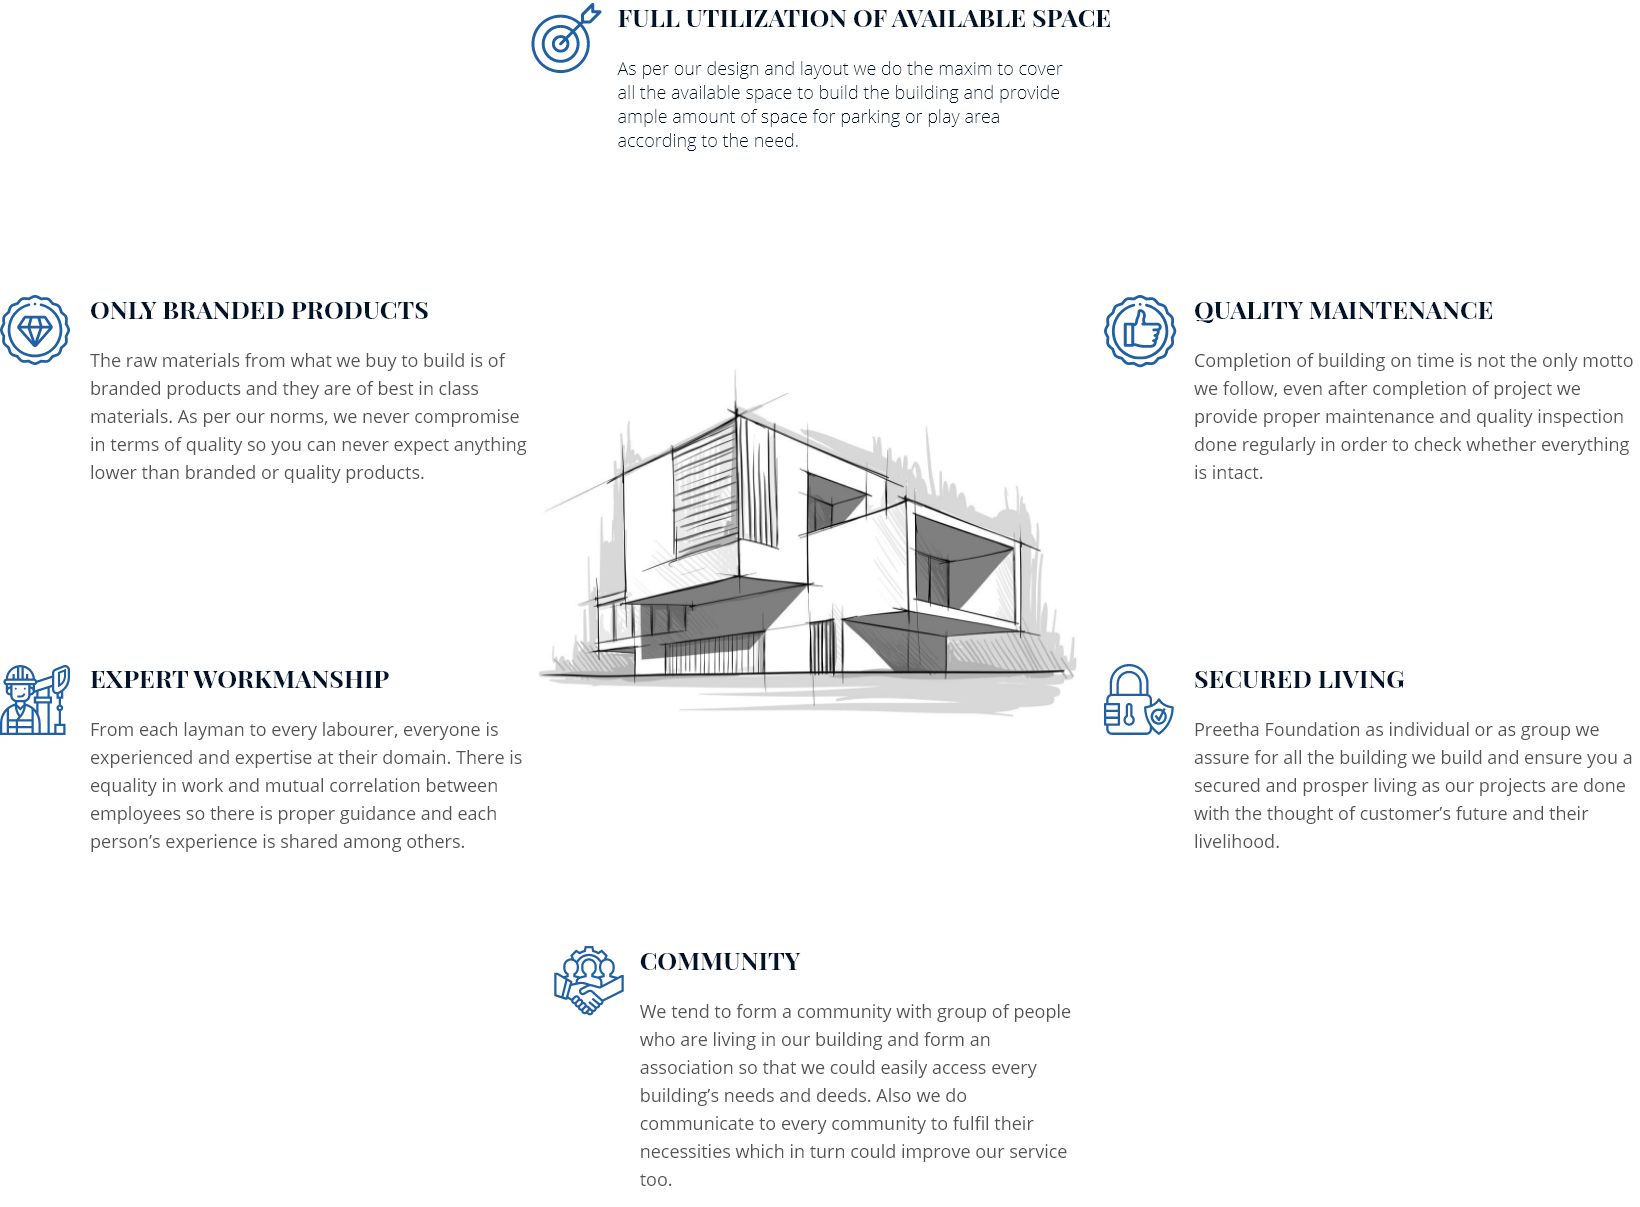 FULL UTILIZATION OF AVAILABLE SPACE
As per our design and layout we do the maxim to cover
all the available space to build the building and provide
ample amount of space for parking or play area
according to the need.
ONLY BRANDED PRODUCTS
The raw materials from what we buy to build is of
branded products and they are of best in class
materials. As per our norms, we never compromise
in terms of quality so you can never expect anything
lower than branded or quality products.
QUALITY MAINTENANCE
Completion of building on time is not the only motto
we follow, even after completion of project we
provide proper maintenance and quality inspection
done regularly in order to check whether everything
is intact.
EXPERT WORKMANSHIP
From each layman to every labourer, everyone is
experienced and expertise at their domain. There is
equality in work and mutual correlation between
employees so there is proper guidance and each
person’s experience is shared among others.
SECURED LIVING
Preetha Foundation as individual or as group we
assure for all the building we build and ensure you a
secured and prosper living as our projects are done
with the thought of customer’s future and their
livelihood.
COMMUNITY
We tend to form a community with group of people
who are living in our building and form an
association so that we could easily access every
building’s needs and deeds. Also we do
communicate to every community to fulfil their
necessities which in turn could improve our service
too.